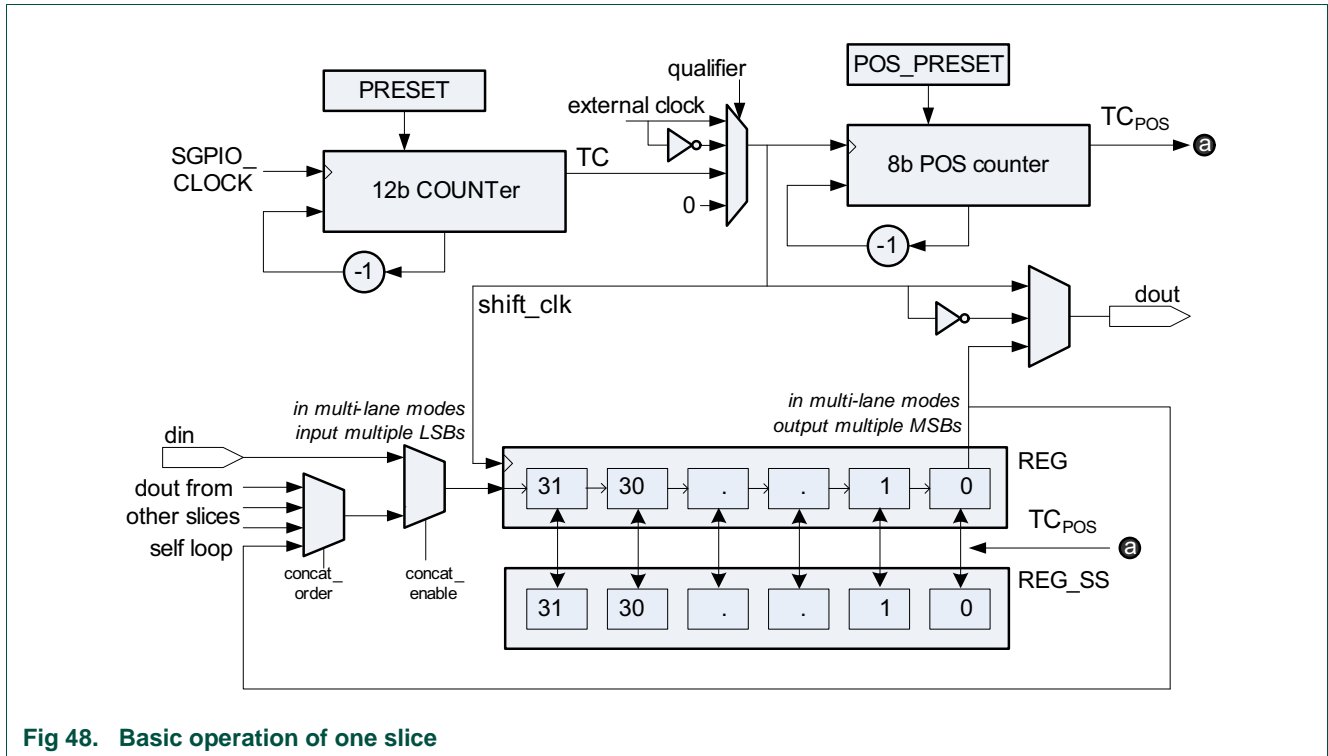 qualifier
POS_PRESET
PRESET
external clock
TC
POS
SGPIO_
CLOCK
TC
12b COUNTer
8b POS counter
a
0
-1
-1
shift_clk
dout
in multi-lane modes
input multiple LSBs
in multi-lane modes
output multiple MSBs
din
REG
dout from
other slices
self loop
31 30 . . 1 0
TC
POS
a
concat_
order
concat_
enable
REG_SS
31 30 . . 1 0
Fig 48. Basic operation of one slice